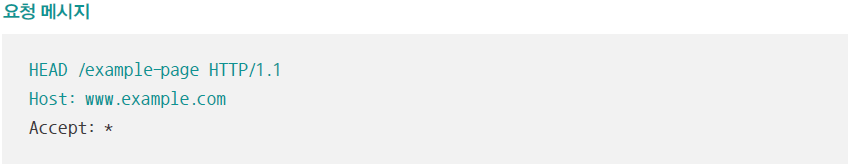 요청 메시지
HEAD /example-page HTTP/1.1
Host: www.example.com
Accept: *